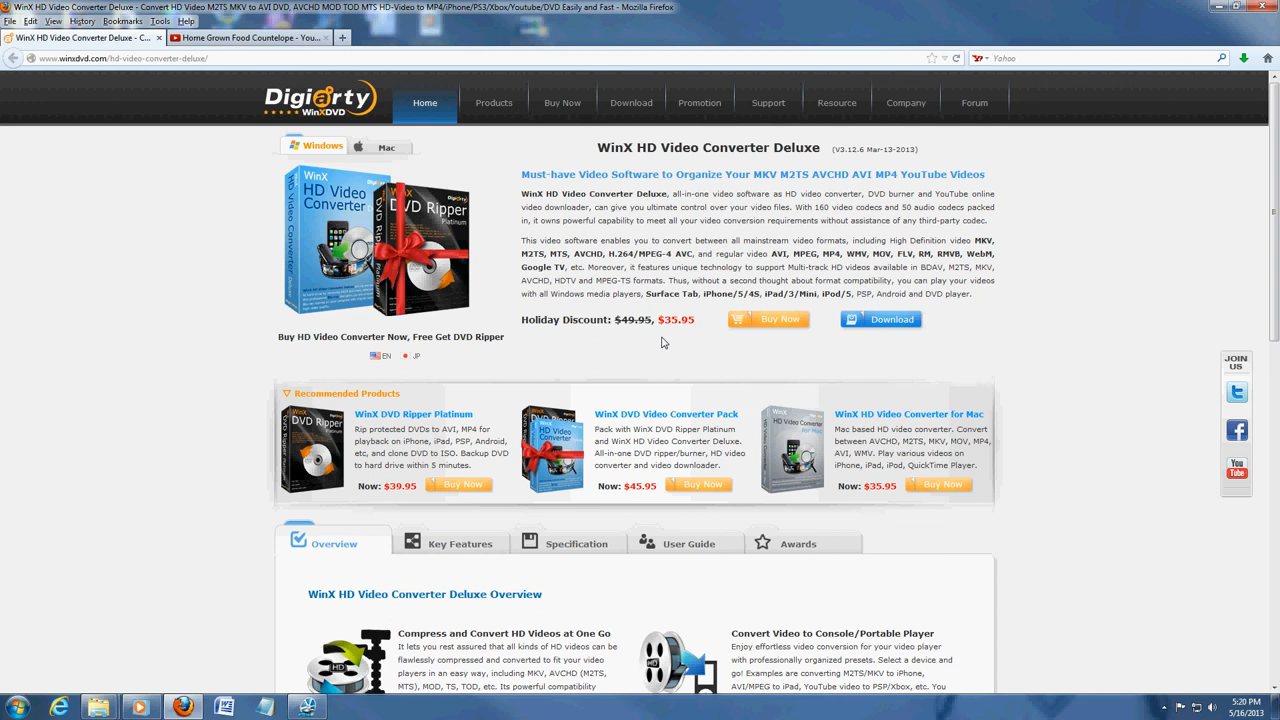 WinX HD Video Converter Deluxe - Convert HD Video M2TS MKV to AVI DVD, AVCHD MOD TOD MTS HD-Video to MP4/iPhone/PS3/Xbox/Youtube/DVD Easily and Fast - Mozilla Firefox
File Edit View History Bookmarks Tools Help
WinX HD Video Converter Deluxe - C... Home Grown Food Countelope - You...
www.winxdvd.com/hd-video-converter-deluxe/ Yahoo
Digiarty WinXDVD
Home Products Buy Now Download Promotion Support Resource Company Forum
Windows Mac
WinX HD Video Converter Deluxe (V3.12.6 Mar-13-2013)
Must-have Video Software to Organize Your MKV M2TS AVCHD AVI MP4 YouTube Videos
WinX HD Video Converter Deluxe, all-in-one video software as HD video converter, DVD burner and YouTube online
video downloader, can give you ultimate control over your video files. With 160 video codecs and 50 audio codecs packed
in, it owns powerful capability to meet all your video conversion requirements without assistance of any third-party codec.
This video software enables you to convert between all mainstream video formats, including High Definition video MKV,
M2TS, MTS, AVCHD, H.264/MPEG-4 AVC, and regular video AVI, MPEG, MP4, WMV, MOV, FLV, RM, RMVB, WebM,
Google TV, etc. Moreover, it features unique technology to support Multi-track HD videos available in BDAV, M2TS, MKV,
AVCHD, HDTV and MPEG-TS formats. Thus, without a second thought about format compatibility, you can play your videos
with all Windows media players, Surface Tab, iPhone/5/4S, iPad/3/Mini, iPod/5, PSP, Android and DVD player.
Holiday Discount: $49.95, $35.95 Buy Now Download
WinX
HD Video
Converter
WinX
DVD Ripper
Platinum
Buy HD Video Converter Now, Free Get DVD Ripper
EN JP
JOIN
US
You
Tube
Recommended Products
WinX DVD Ripper Platinum
Rip protected DVDs to AVI, MP4 for
playback on iPhone, iPad, PSP, Android,
etc, and clone DVD to ISO. Backup DVD
to hard drive within 5 minutes.
Now: $39.95 Buy Now
WinX DVD Video Converter Pack
Pack with WinX DVD Ripper Platinum
and WinX HD Video Converter Deluxe.
All-in-one DVD ripper/burner, HD video
converter and video downloader.
Now: $45.95 Buy Now
WinX HD Video Converter for Mac
Mac based HD video converter. Convert
between AVCHD, M2TS, MKV, MOV, MP4,
AVI, WMV. Play various videos on
iPhone, iPad, iPod, QuickTime Player.
Now: $35.95 Buy Now
Overview Key Features Specification User Guide Awards
WinX HD Video Converter Deluxe Overview
Compress and Convert HD Videos at One Go
It lets you rest assured that all kinds of HD videos can be
flawlessly compressed and converted to fit your video
players in an easy way, including MKV, AVCHD (M2TS,
MTS), MOD, TS, TOD, etc. Its powerful compatibility
Convert Video to Console/Portable Player
Enjoy effortless video conversion for your video player
with professionally organized presets. Select a device and
go! Examples are converting M2TS/MKV to iPhone,
AVI/MPEG to iPad, YouTube video to PSP/Xbox, etc. You
5:20 PM
5/16/2013